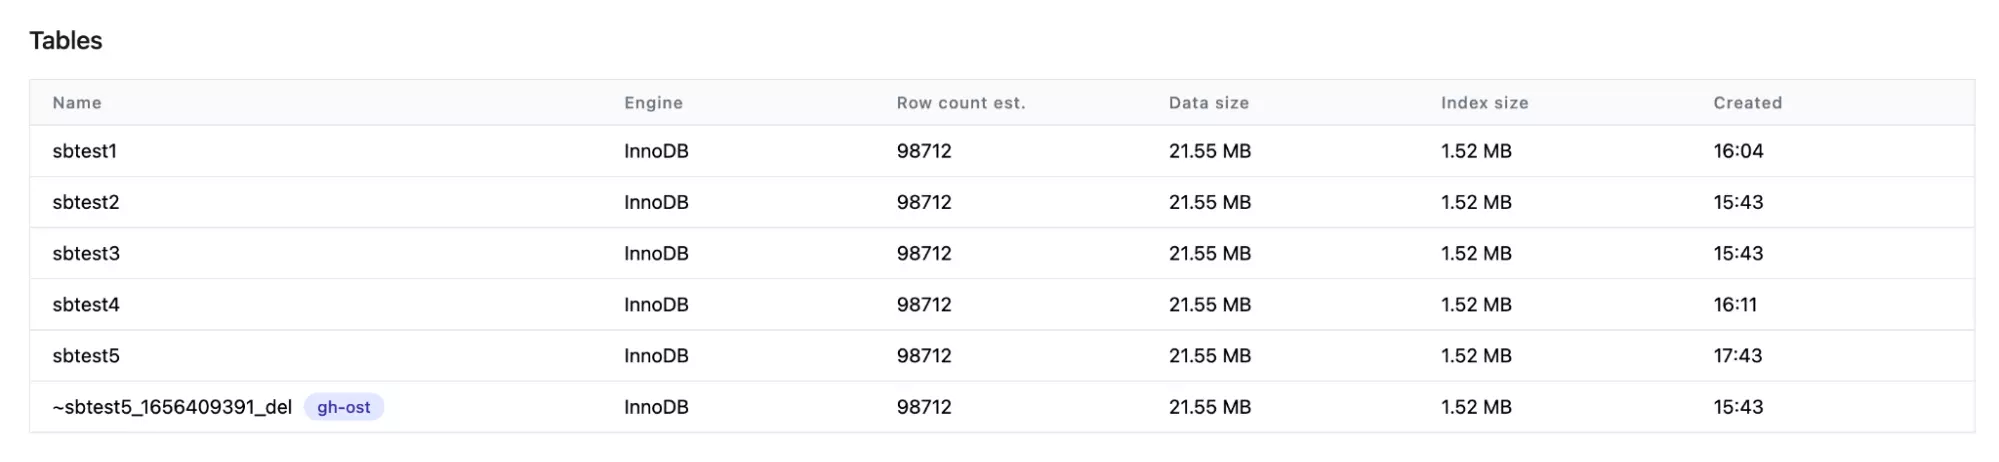 Tables
Name Engine Row count est. Data size Index size Created
sbtest1 InnoDB 98712 21.55 MB 1.52 MB 16:04
sbtest2 InnoDB 98712 21.55 MB 1.52 MB 15:43
sbtest3 InnoDB 98712 21.55 MB 1.52 MB 15:43
sbtest4 InnoDB 98712 21.55 MB 1.52 MB 16:11
sbtest5 InnoDB 98712 21.55 MB 1.52 MB 17:43
~sbtest5_1656409391_del gh-ost InnoDB 98712 21.55 MB 1.52 MB 15:43